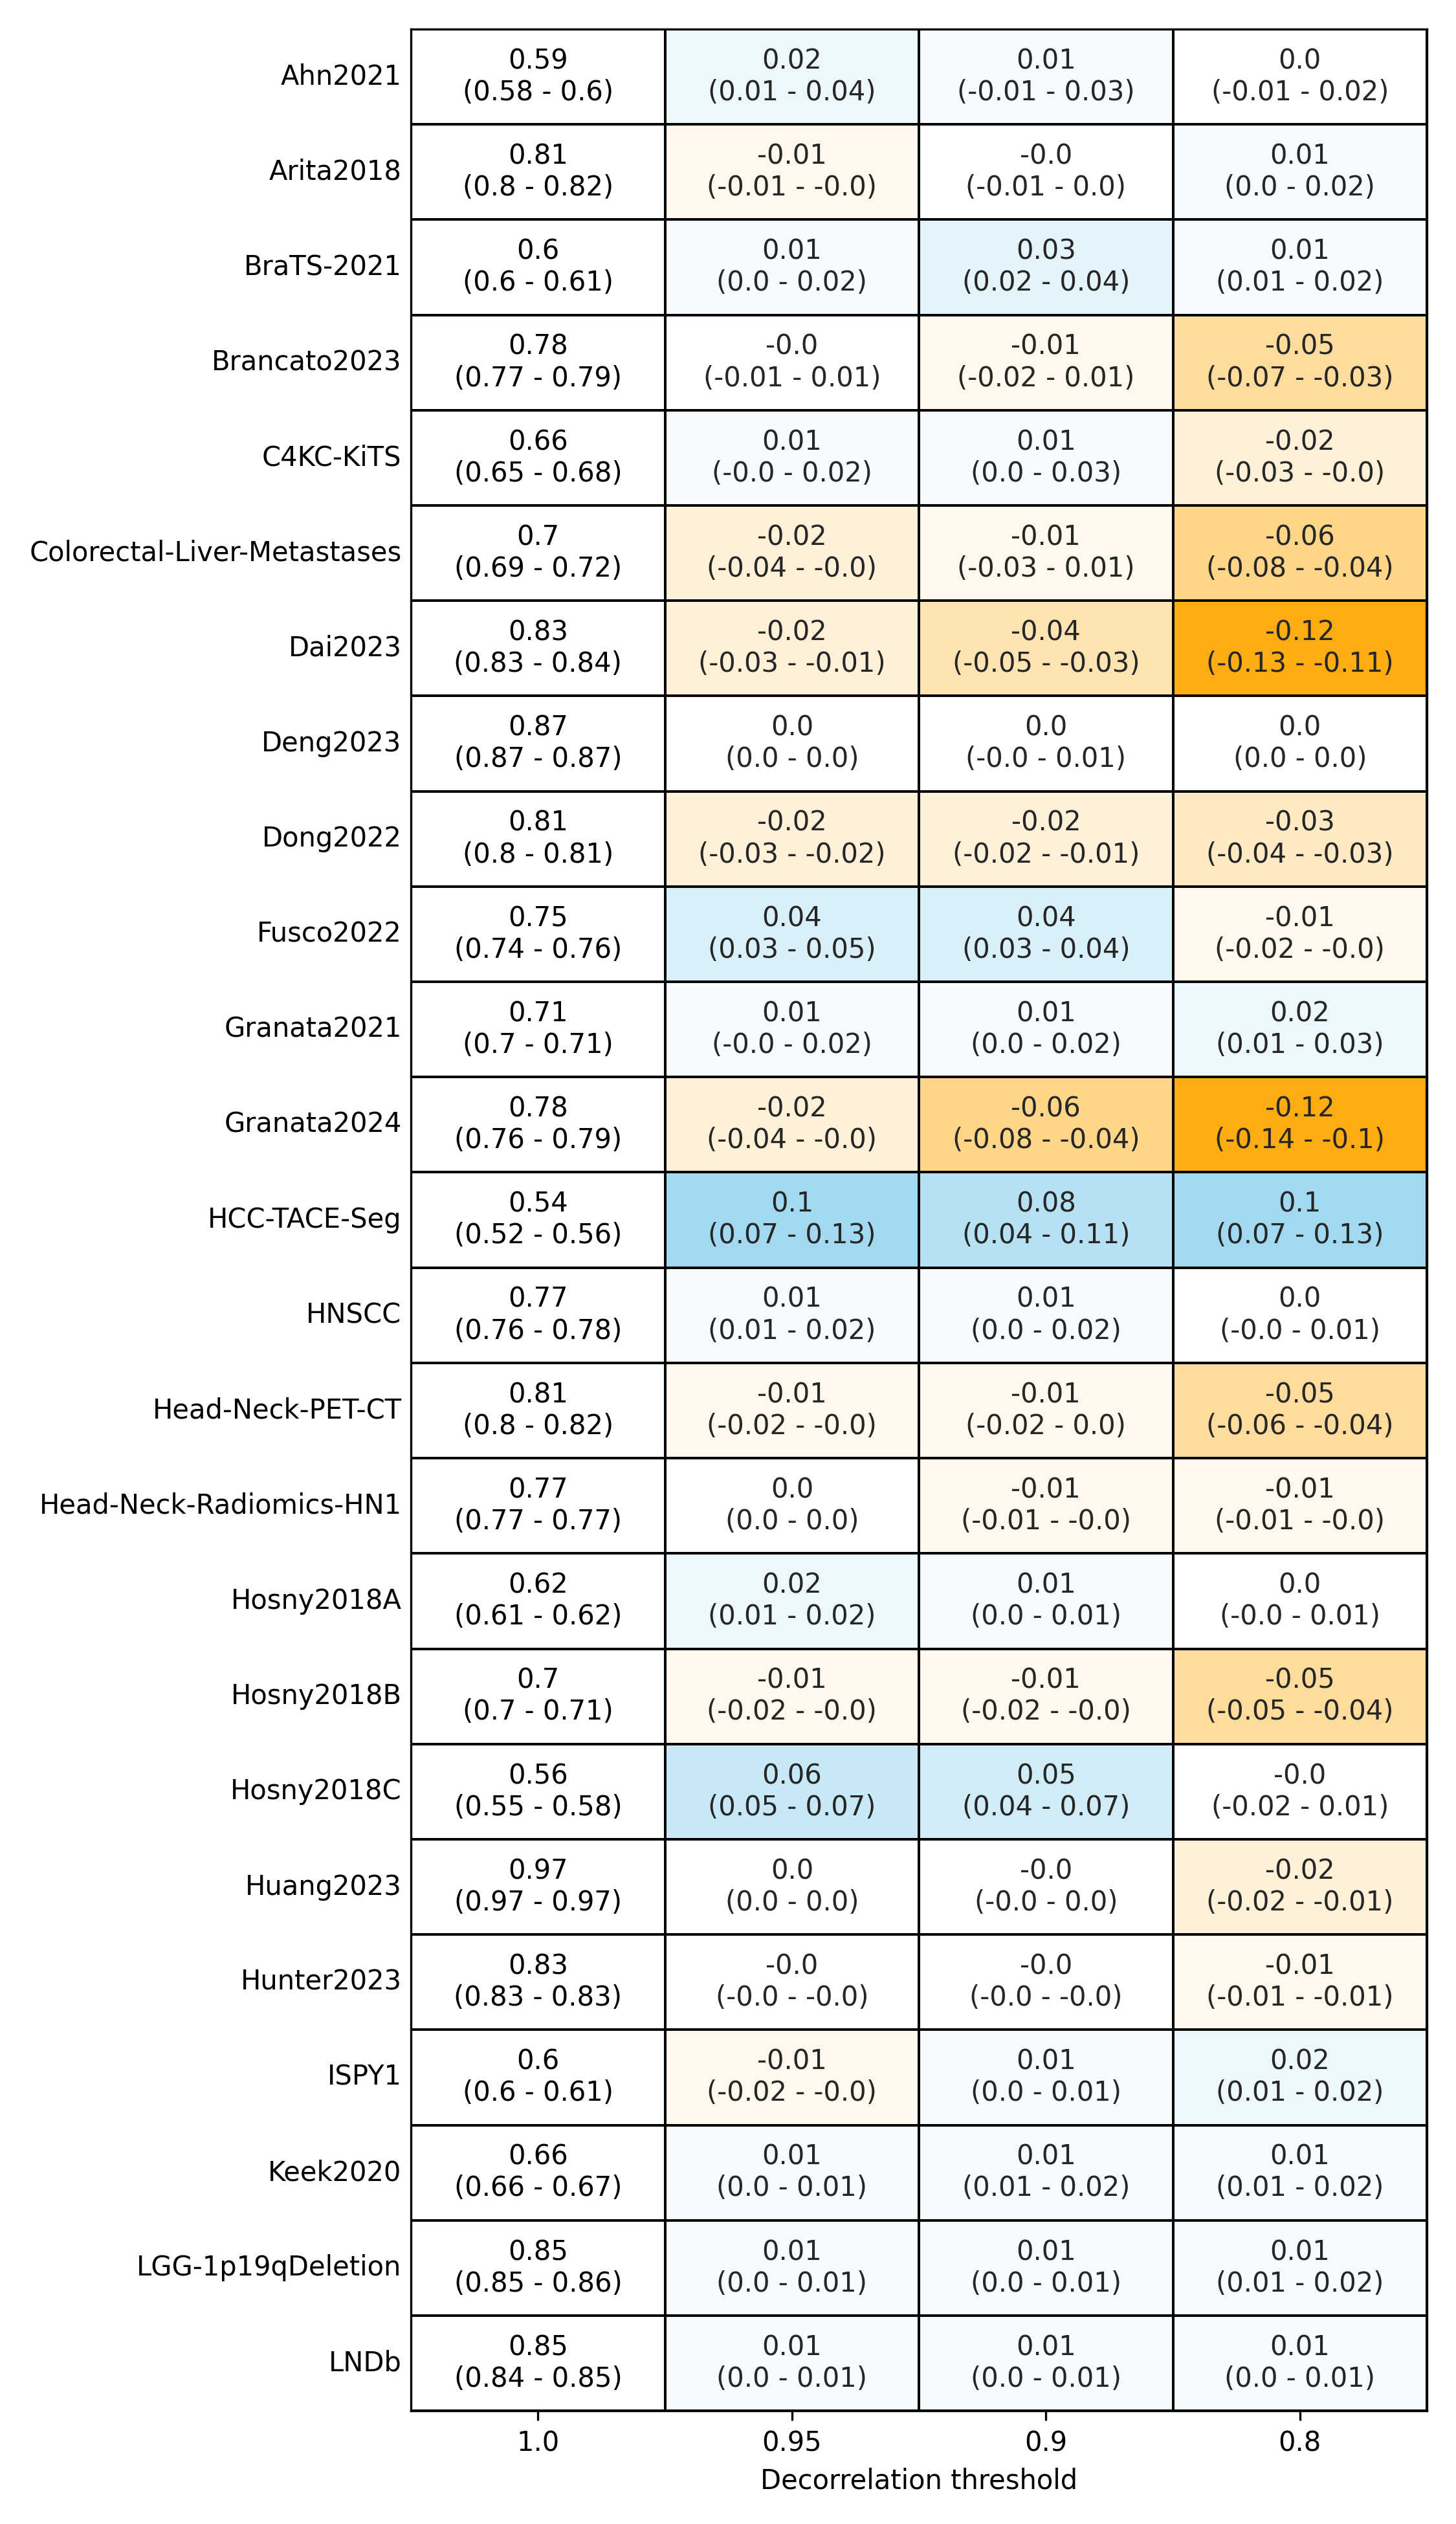 Ahn2021
0.59 0.02 0.01 0.0
(0.58 - 0.6) (0.01 - 0.04) (-0.01 - 0.03) (-0.01 - 0.02)
Arita2018
0.81 -0.01 -0.0 0.01
(0.8 - 0.82) (-0.01 - -0.0) (-0.01 - 0.0) (0.0 - 0.02)
BraTS-2021
0.6 0.01 0.03 0.01
(0.6 - 0.61) (0.0 - 0.02) (0.02 - 0.04) (0.01 - 0.02)
Brancato2023
0.78 -0.0 -0.01 -0.05
(0.77 - 0.79) (-0.01 - 0.01) (-0.02 - 0.01) (-0.07 - -0.03)
C4KC-KiTS
0.66 0.01 0.01 -0.02
(0.65 - 0.68) (-0.0 - 0.02) (0.0 - 0.03) (-0.03 - -0.0)
Colorectal-Liver-Metastases
0.7 -0.02 -0.01 -0.06
(0.69 - 0.72) (-0.04 - -0.0) (-0.03 - 0.01) (-0.08 - -0.04)
Dai2023
0.83 -0.02 -0.04 -0.12
(0.83 - 0.84) (-0.03 - -0.01) (-0.05 - -0.03) (-0.13 - -0.11)
Deng2023
0.87 0.0 0.0 0.0
(0.87 - 0.87) (0.0 - 0.0) (-0.0 - 0.01) (0.0 - 0.0)
Dong2022
0.81 -0.02 -0.02 -0.03
(0.8 - 0.81) (-0.03 - -0.02) (-0.02 - -0.01) (-0.04 - -0.03)
Fusco2022
0.75 0.04 0.04 -0.01
(0.74 - 0.76) (0.03 - 0.05) (0.03 - 0.04) (-0.02 - -0.0)
Granata2021
0.71 0.01 0.01 0.02
(0.7 - 0.71) (-0.0 - 0.02) (0.0 - 0.02) (0.01 - 0.03)
Granata2024
0.78 -0.02 -0.06 -0.12
(0.76 - 0.79) (-0.04 - -0.0) (-0.08 - -0.04) (-0.14 - -0.1)
HCC-TACE-Seg
0.54 0.1 0.08 0.1
(0.52 - 0.56) (0.07 - 0.13) (0.04 - 0.11) (0.07 - 0.13)
HNSCC
0.77 0.01 0.01 0.0
(0.76 - 0.78) (0.01 - 0.02) (0.0 - 0.02) (-0.0 - 0.01)
Head-Neck-PET-CT
0.81 -0.01 -0.01 -0.05
(0.8 - 0.82) (-0.02 - -0.0) (-0.02 - 0.0) (-0.06 - -0.04)
Head-Neck-Radiomics-HN1
0.77 0.0 -0.01 -0.01
(0.77 - 0.77) (0.0 - 0.0) (-0.01 - -0.0) (-0.01 - -0.0)
Hosny2018A
0.62 0.02 0.01 0.0
(0.61 - 0.62) (0.01 - 0.02) (0.0 - 0.01) (-0.0 - 0.01)
Hosny2018B
0.7 -0.01 -0.01 -0.05
(0.7 - 0.71) (-0.02 - -0.0) (-0.02 - -0.0) (-0.05 - -0.04)
Hosny2018C
0.56 0.06 0.05 -0.0
(0.55 - 0.58) (0.05 - 0.07) (0.04 - 0.07) (-0.02 - 0.01)
Huang2023
0.97 0.0 -0.0 -0.02
(0.97 - 0.97) (0.0 - 0.0) (-0.0 - 0.0) (-0.02 - -0.01)
Hunter2023
0.83 -0.0 -0.0 -0.01
(0.83 - 0.83) (-0.0 - -0.0) (-0.0 - -0.0) (-0.01 - -0.01)
ISPY1
0.6 -0.01 0.01 0.02
(0.6 - 0.61) (-0.02 - -0.0) (0.0 - 0.01) (0.01 - 0.02)
Keek2020
0.66 0.01 0.01 0.01
(0.66 - 0.67) (0.0 - 0.01) (0.01 - 0.02) (0.01 - 0.02)
LGG-1p19qDeletion
0.85 0.01 0.01 0.01
(0.85 - 0.86) (0.0 - 0.01) (0.0 - 0.01) (0.01 - 0.02)
LNDb
0.85 0.01 0.01 0.01
(0.84 - 0.85) (0.0 - 0.01) (0.0 - 0.01) (0.0 - 0.01)
1.0 0.95 0.9 0.8
Decorrelation threshold